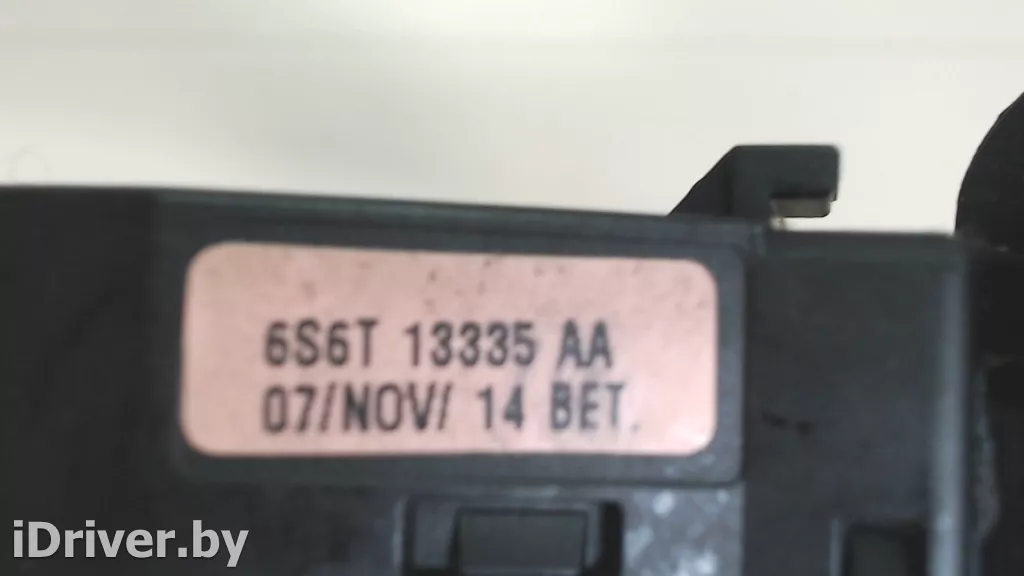 6S6T 13335 AA
07/NOV/ 14 BET.
iDriver.by